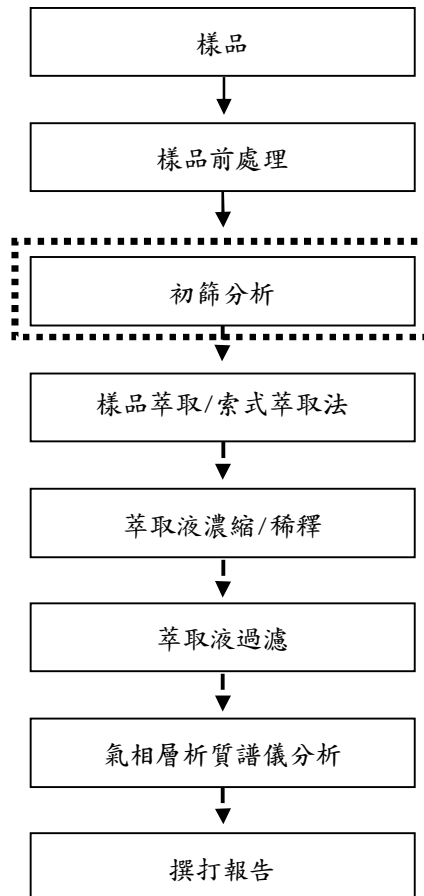 樣品
樣品前處理
初篩分析
樣品萃取/索式萃取法
萃取液濃縮/稀釋
萃取液過濾
氣相層析質譜儀分析
撰打報告